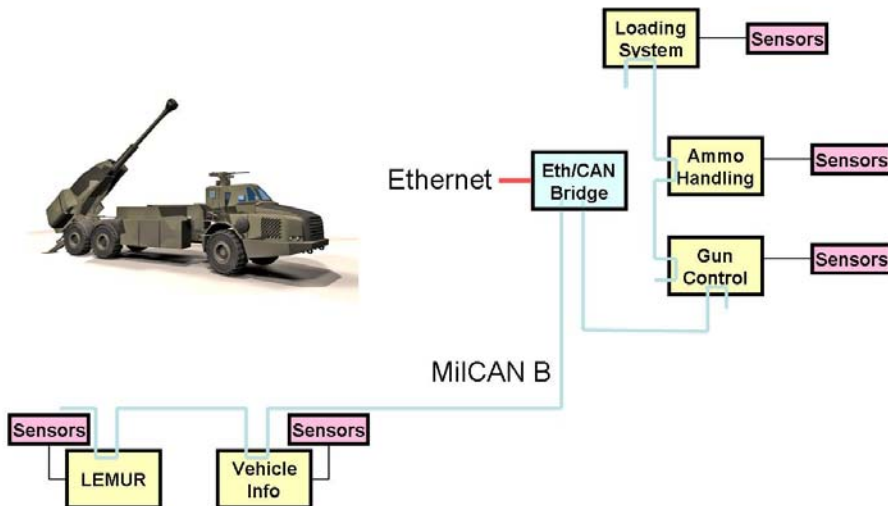 Loading
System
Sensors
Ethernet
Eth/CAN
Bridge
Ammo
Handling
Sensors
Gun
Control
Sensors
MilCAN B
Sensors
Sensors
LEMUR
Vehicle
Info